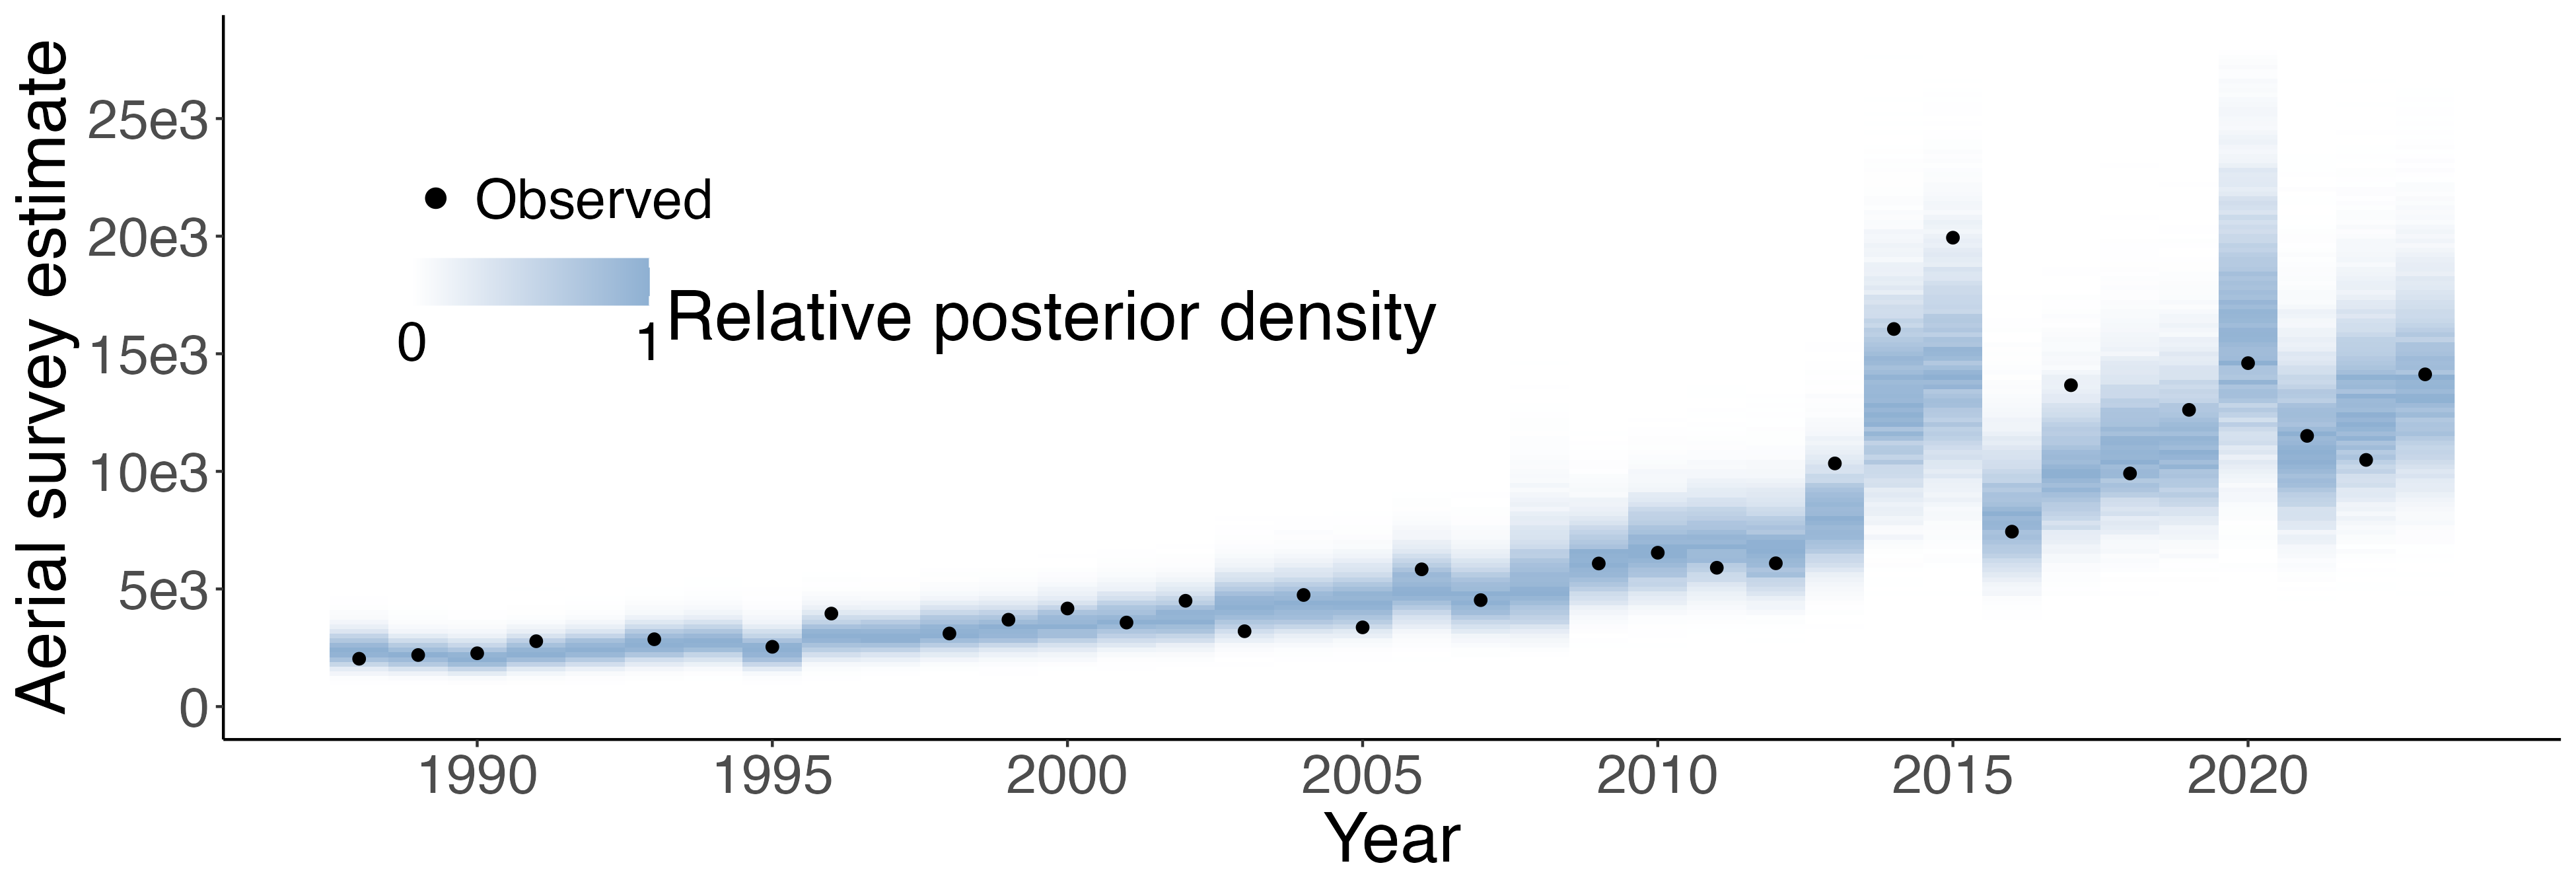 Aerial survey estimate
25e3
20e3
15e3
10e3
5e3
0
Observed
0 1
Relative posterior density
1990 1995 2000 2005 2010 2015 2020
Year